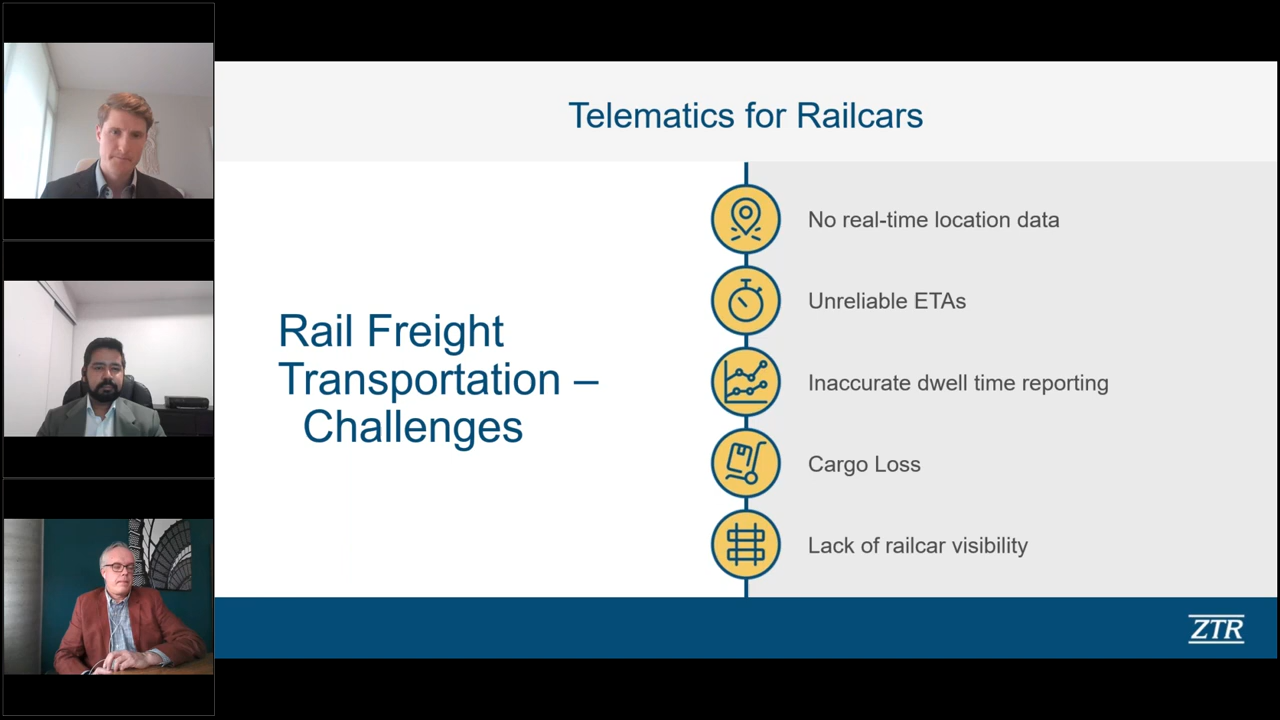 Telematics for Railcars
Rail Freight
Transportation –
Challenges
No real-time location data
Unreliable ETAs
Inaccurate dwell time reporting
Cargo Loss
Lack of railcar visibility
ZTR